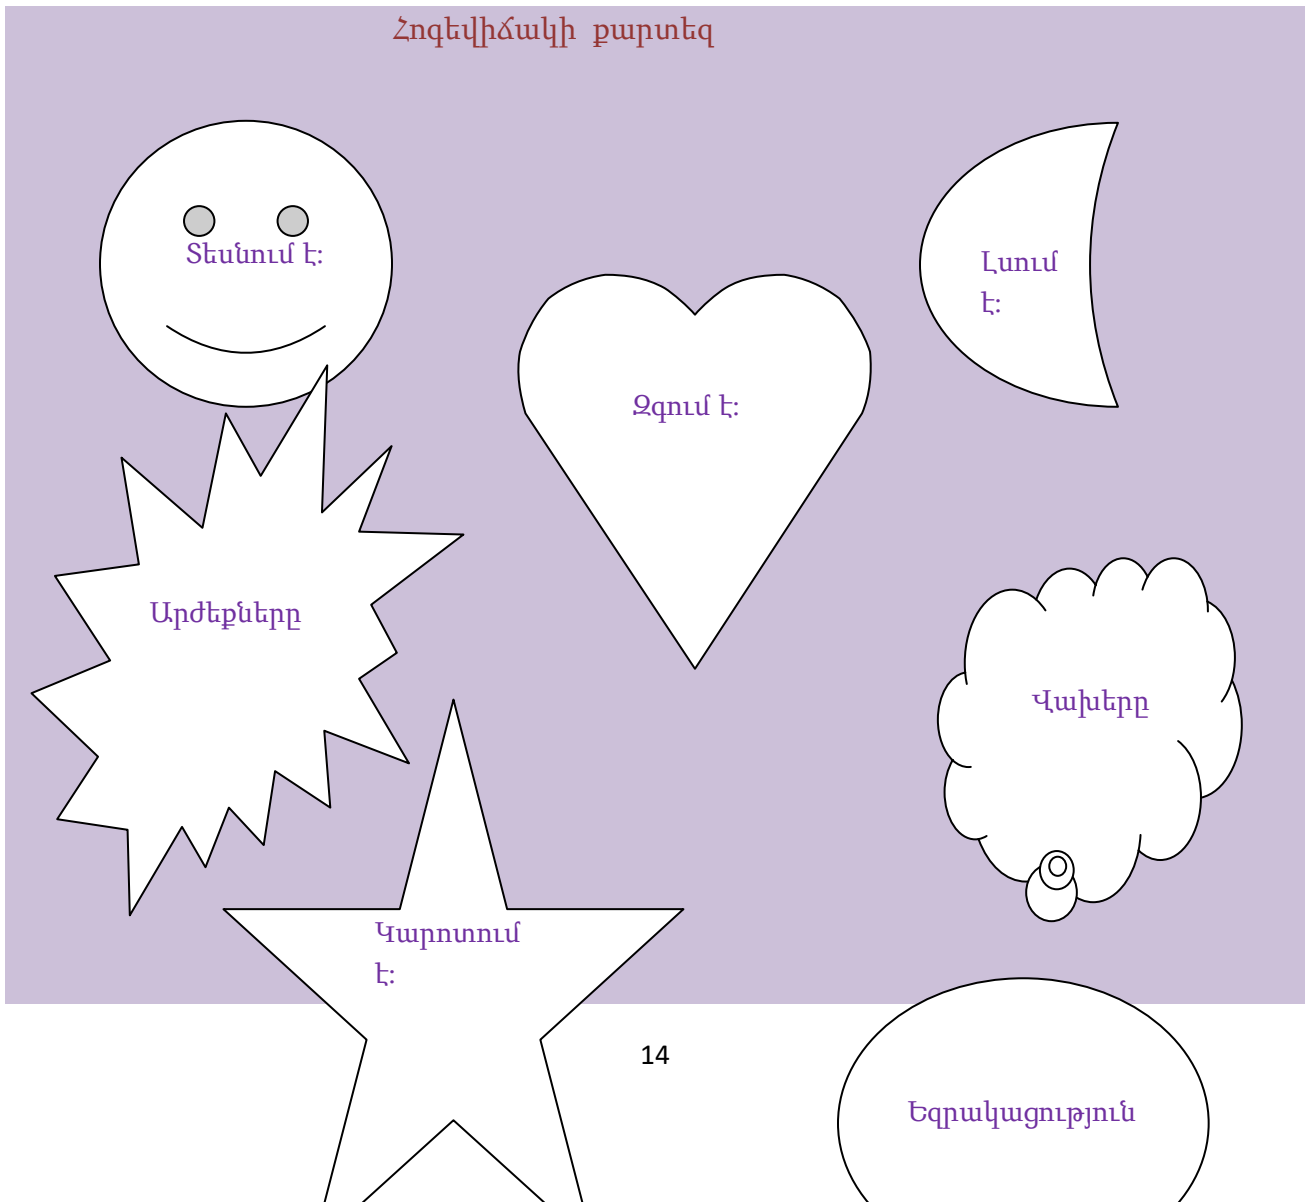 Հոգեվիճակի քարտեզ
Տեսնում է:
Լսում
է:
Զգում է:
Արժեքները
Վախերը
Կարոտում
է:
14
Եզրակացություն